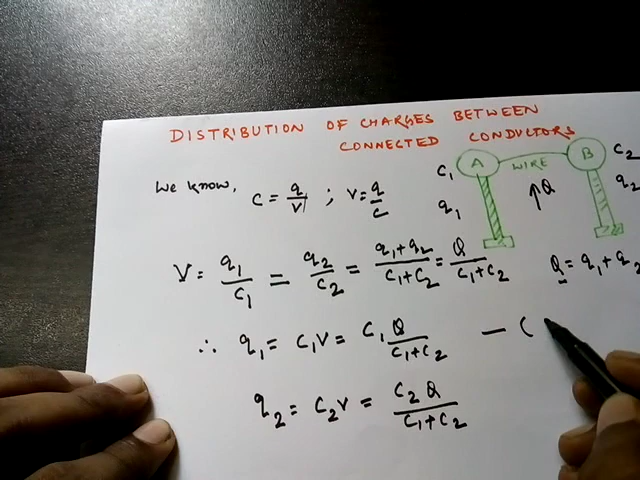 DISTRIBUTION OF CHARGES BETWEEN
CONNECTED CONDUCTORS
A WIRE B
C₁ C₂
q₁ q₂
↑Q
We know, C = q/V ; V = q/C
V = q₁/C₁ = q₂/C₂ = q₁+q₂/C₁+C₂ = Q/C₁+C₂
Q = q₁+q₂
∴ q₁ = C₁V = C₁Q/C₁+C₂ — (
q₂ = C₂V = C₂Q/C₁+C₂